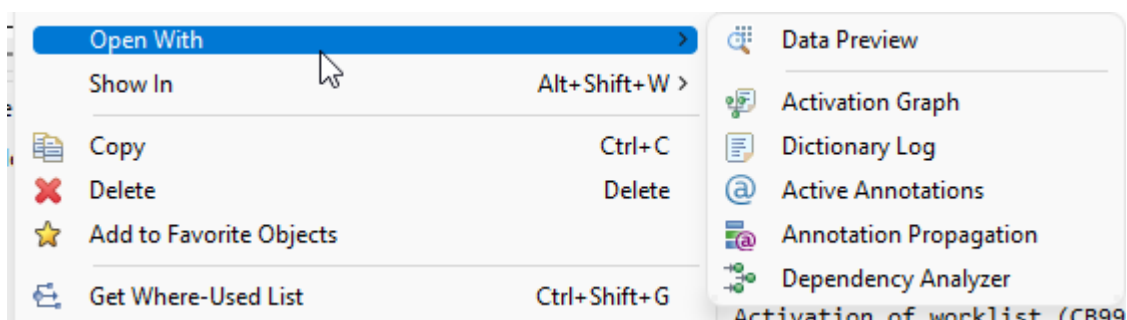 Open With
Show In Alt+Shift+W
Copy Ctrl+C
Delete Delete
Add to Favorite Objects
Get Where-Used List Ctrl+Shift+G
Data Preview
Activation Graph
Dictionary Log
Active Annotations
Annotation Propagation
Dependency Analyzer
Activation of worklist (CB99